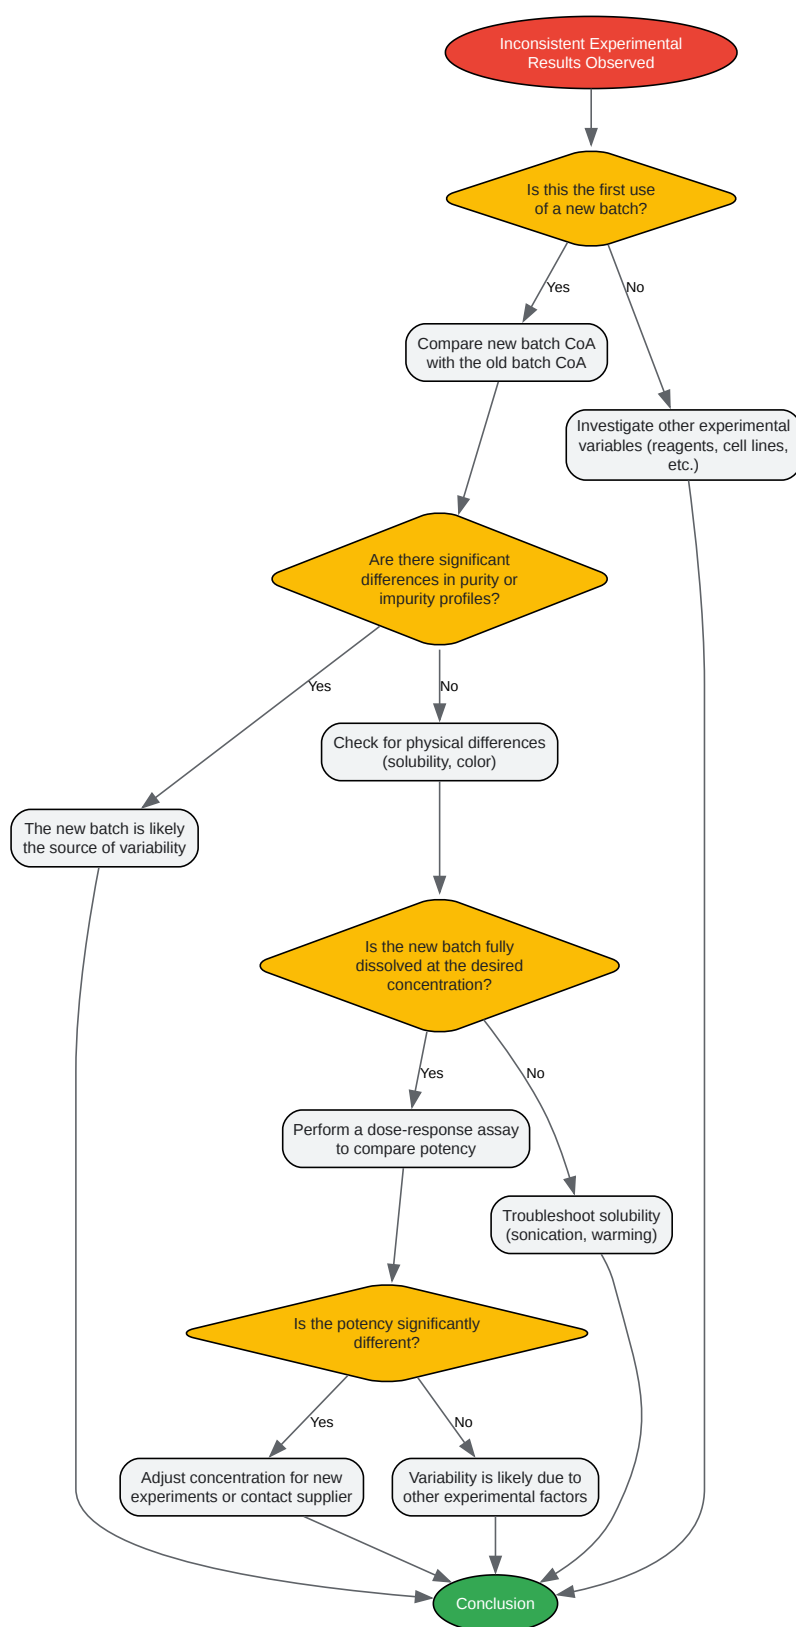 Inconsistent Experimental
Results Observed
Is this the first use
of a new batch?
Yes
No
Compare new batch CoA
with the old batch CoA
Investigate other experimental
variables (reagents, cell lines,
etc.)
Are there significant
differences in purity or
impurity profiles?
Yes
No
Check for physical differences
(solubility, color)
The new batch is likely
the source of variability
Is the new batch fully
dissolved at the desired
concentration?
Yes
No
Perform a dose-response assay
to compare potency
Troubleshoot solubility
(sonication, warming)
Is the potency significantly
different?
Yes
No
Adjust concentration for new
experiments or contact supplier
Variability is likely due to
other experimental factors
Conclusion